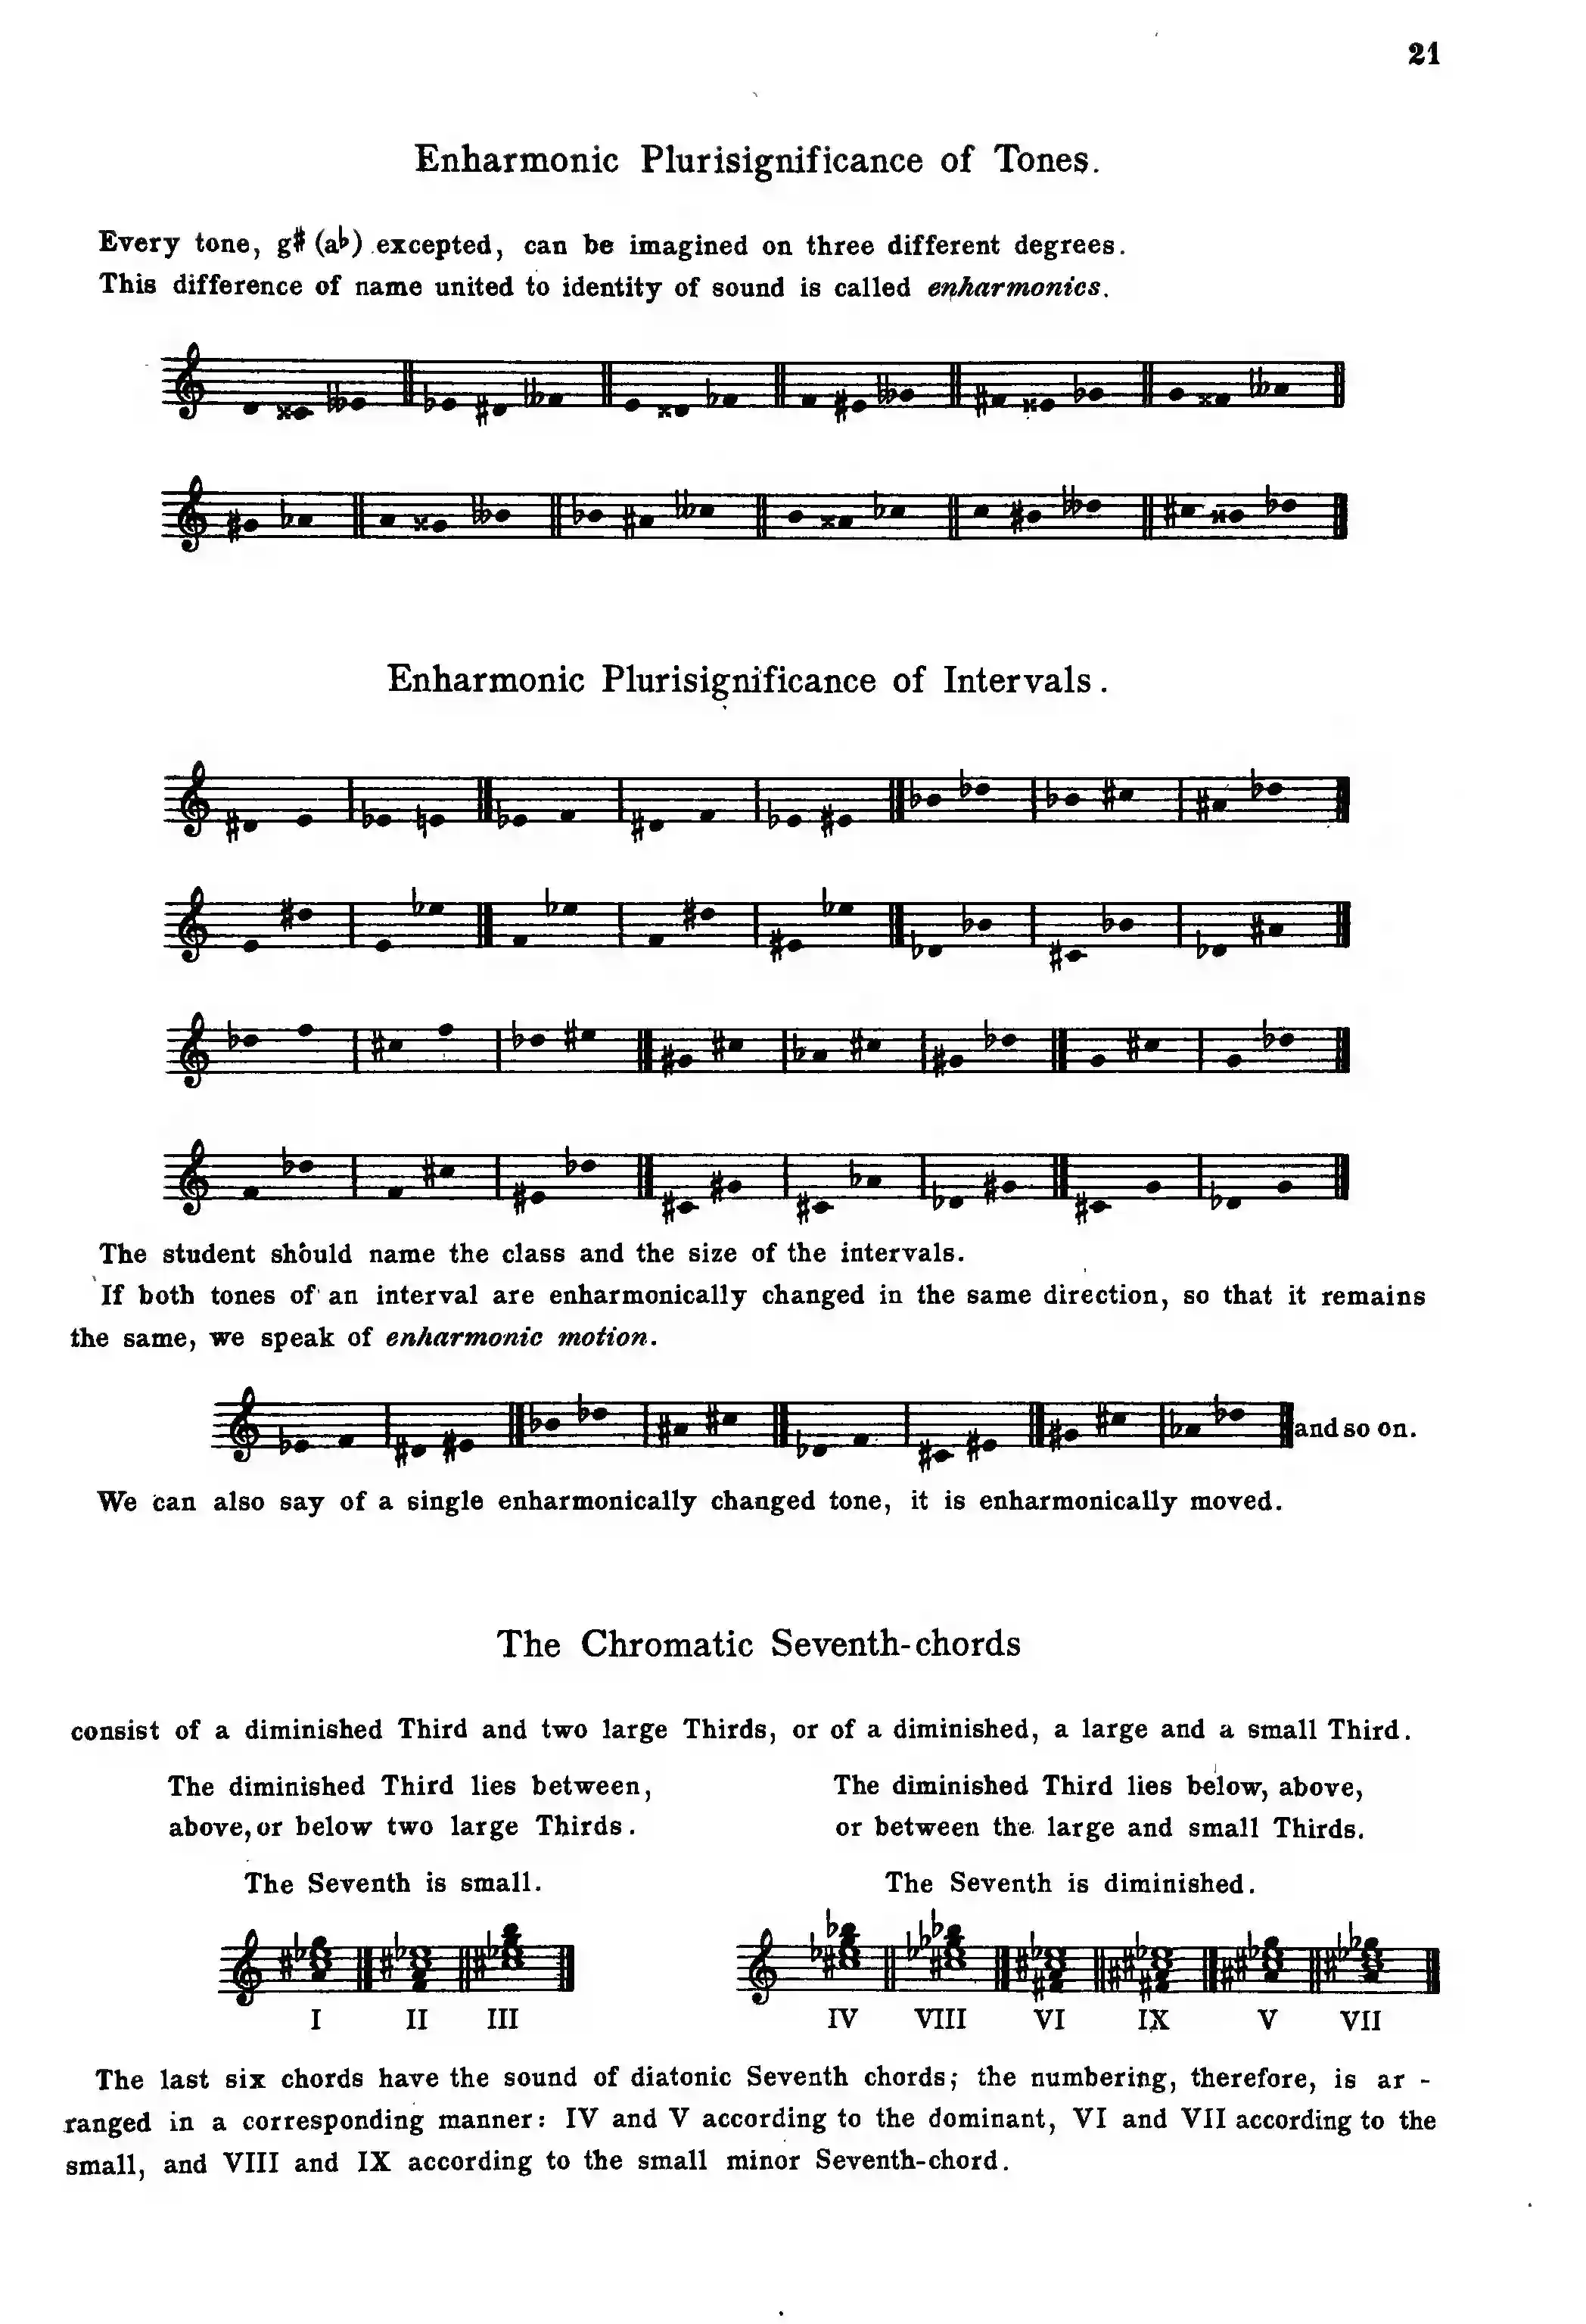 21
Enharmonic Plurisignificance of Tones.
Every tone, g♯ (a♭) excepted, can be imagined on three different degrees.
This difference of name united to identity of sound is called enharmonics.
Enharmonic Plurisignificance of Intervals.
The student should name the class and the size of the intervals.
If both tones of an interval are enharmonically changed in the same direction, so that it remains
the same, we speak of enharmonic motion.
and so on.
We can also say of a single enharmonically changed tone, it is enharmonically moved.
The Chromatic Seventh-chords
consist of a diminished Third and two large Thirds, or of a diminished, a large and a small Third.
The diminished Third lies between, The diminished Third lies below, above,
above, or below two large Thirds. or between the large and small Thirds.
The Seventh is small. The Seventh is diminished.
I II III IV VIII VI IX V VII
The last six chords have the sound of diatonic Seventh chords; the numbering, therefore, is ar -
ranged in a corresponding manner: IV and V according to the dominant, VI and VII according to the
small, and VIII and IX according to the small minor Seventh-chord.